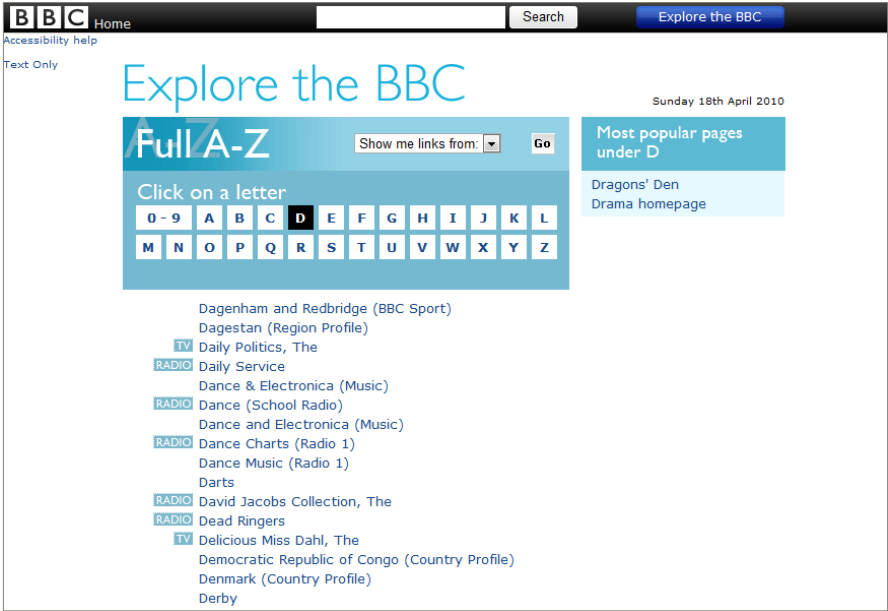 BBC Home Search Explore the BBC
Accessibility help
Text Only
Explore the BBC
Sunday 18th April 2010
A-Z
Full A-Z
Show me links from: Go
Click on a letter
0 - 9 A B C D E F G H I J K L
M N O P Q R S T U V W X Y Z
Most popular pages
under D
Dragons' Den
Drama homepage
Dagenham and Redbridge (BBC Sport)
Dagestan (Region Profile)
TV Daily Politics, The
RADIO Daily Service
Dance & Electronica (Music)
RADIO Dance (School Radio)
Dance and Electronica (Music)
RADIO Dance Charts (Radio 1)
Dance Music (Radio 1)
Darts
RADIO David Jacobs Collection, The
RADIO Dead Ringers
TV Delicious Miss Dahl, The
Democratic Republic of Congo (Country Profile)
Denmark (Country Profile)
Derby